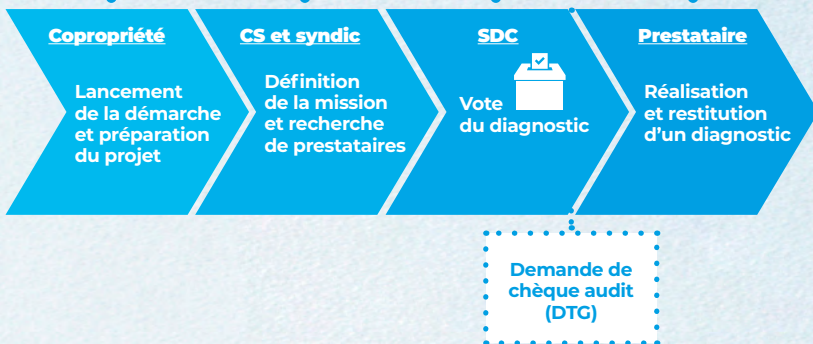 Copropriété
Lancement
de la démarche
et préparation
du projet
CS et syndic
Définition
de la mission
et recherche
de prestataires
SDC
Vote
du diagnostic
Prestataire
Réalisation
et restitution
d’un diagnostic
Demande de
chèque audit
(DTG)